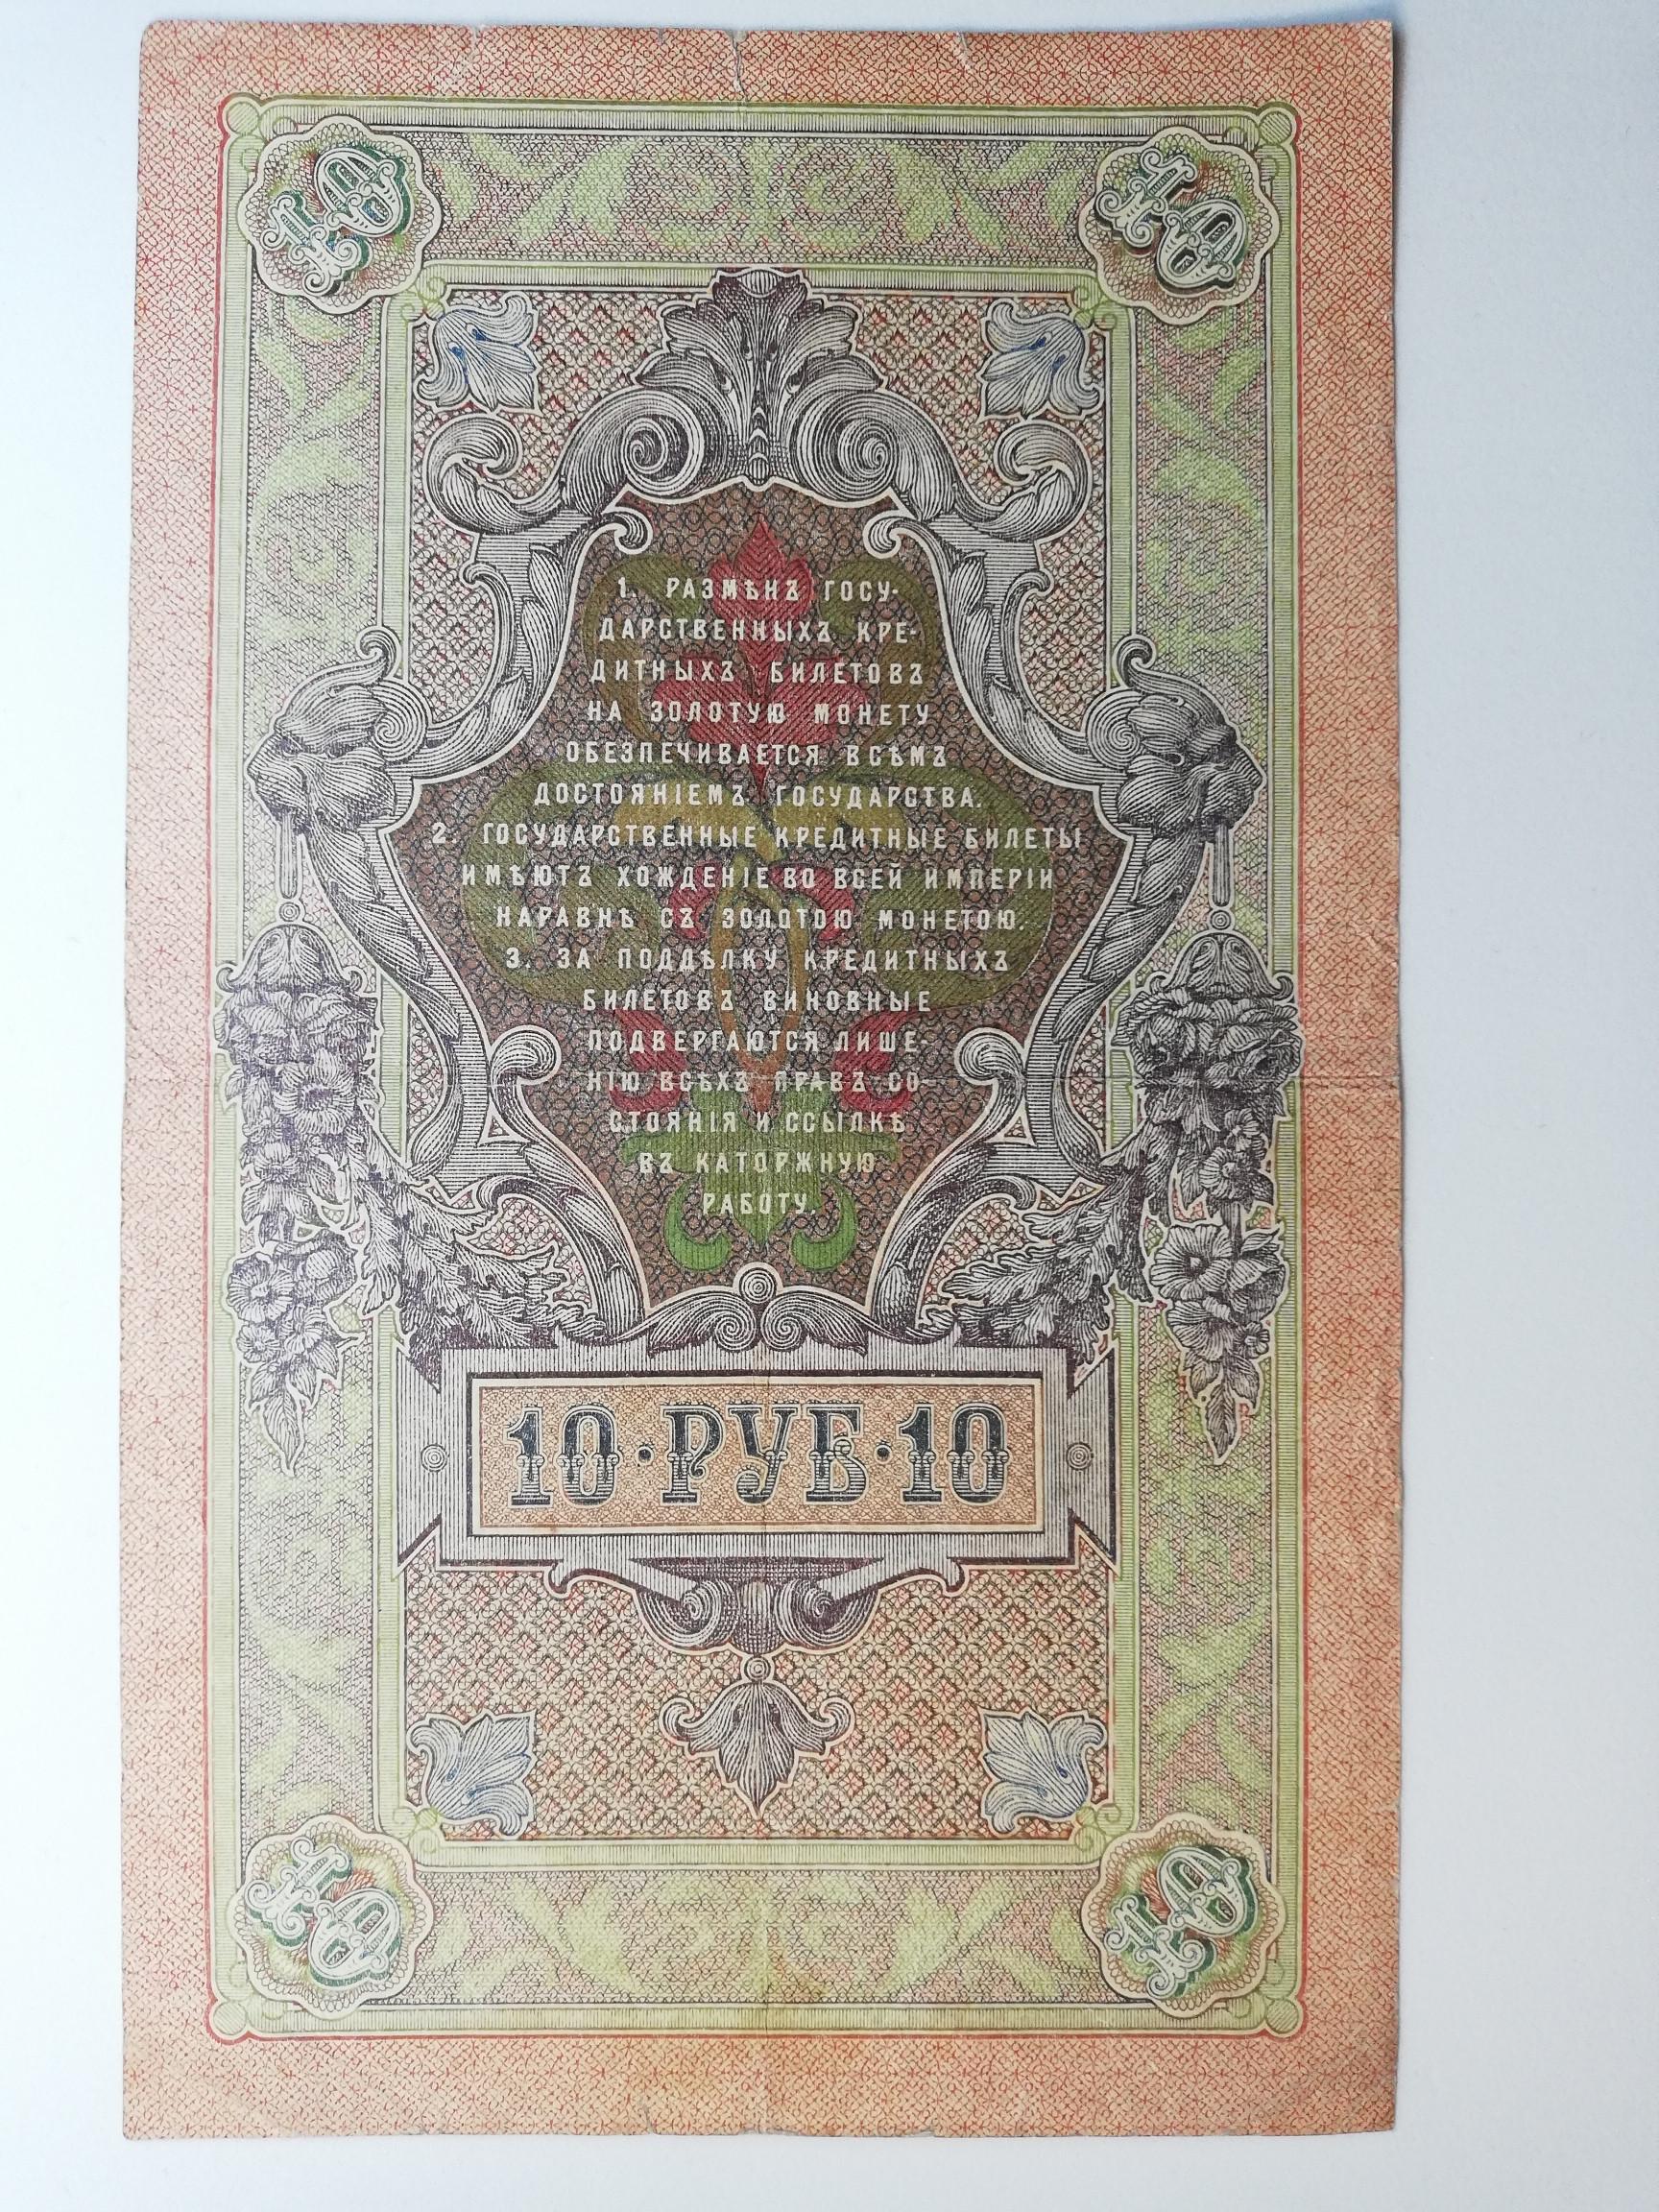 10 10
1. РАЗМѢНЪ ГОСУ-
ДАРСТВЕННЫХЪ КРЕ-
ДИТНЫХЪ БИЛЕТОВЪ
НА ЗОЛОТУЮ МОНЕТУ
ОБЕЗПЕЧИВАЕТСЯ ВСѢМЪ
ДОСТОЯНІЕМЪ ГОСУДАРСТВА.
2. ГОСУДАРСТВЕННЫЕ КРЕДИТНЫЕ БИЛЕТЫ
ИМѢЮТЪ ХОЖДЕНІЕ ВО ВСЕЙ ИМПЕРІИ
НАРАВНѢ СЪ ЗОЛОТОЮ МОНЕТОЮ.
3. ЗА ПОДДѢЛКУ КРЕДИТНЫХЪ
БИЛЕТОВЪ ВИНОВНЫЕ
ПОДВЕРГАЮТСЯ ЛИШЕ-
НІЮ ВСѢХЪ ПРАВЪ СО-
СТОЯНІЯ И ССЫЛКѢ
ВЪ КАТОРЖНУЮ
РАБОТУ.
10·РУБ·10
10 10